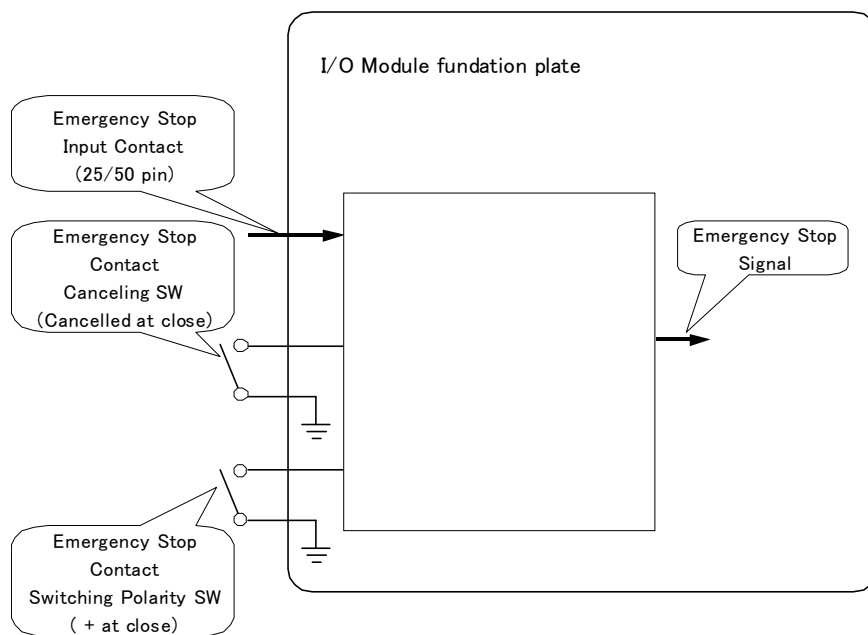 I/O Module fundation plate
Emergency Stop
Input Contact
(25/50 pin)
Emergency Stop
Contact
Canceling SW
(Cancelled at close)
Emergency Stop
Signal
Emergency Stop
Contact
Switching Polarity SW
( + at close)